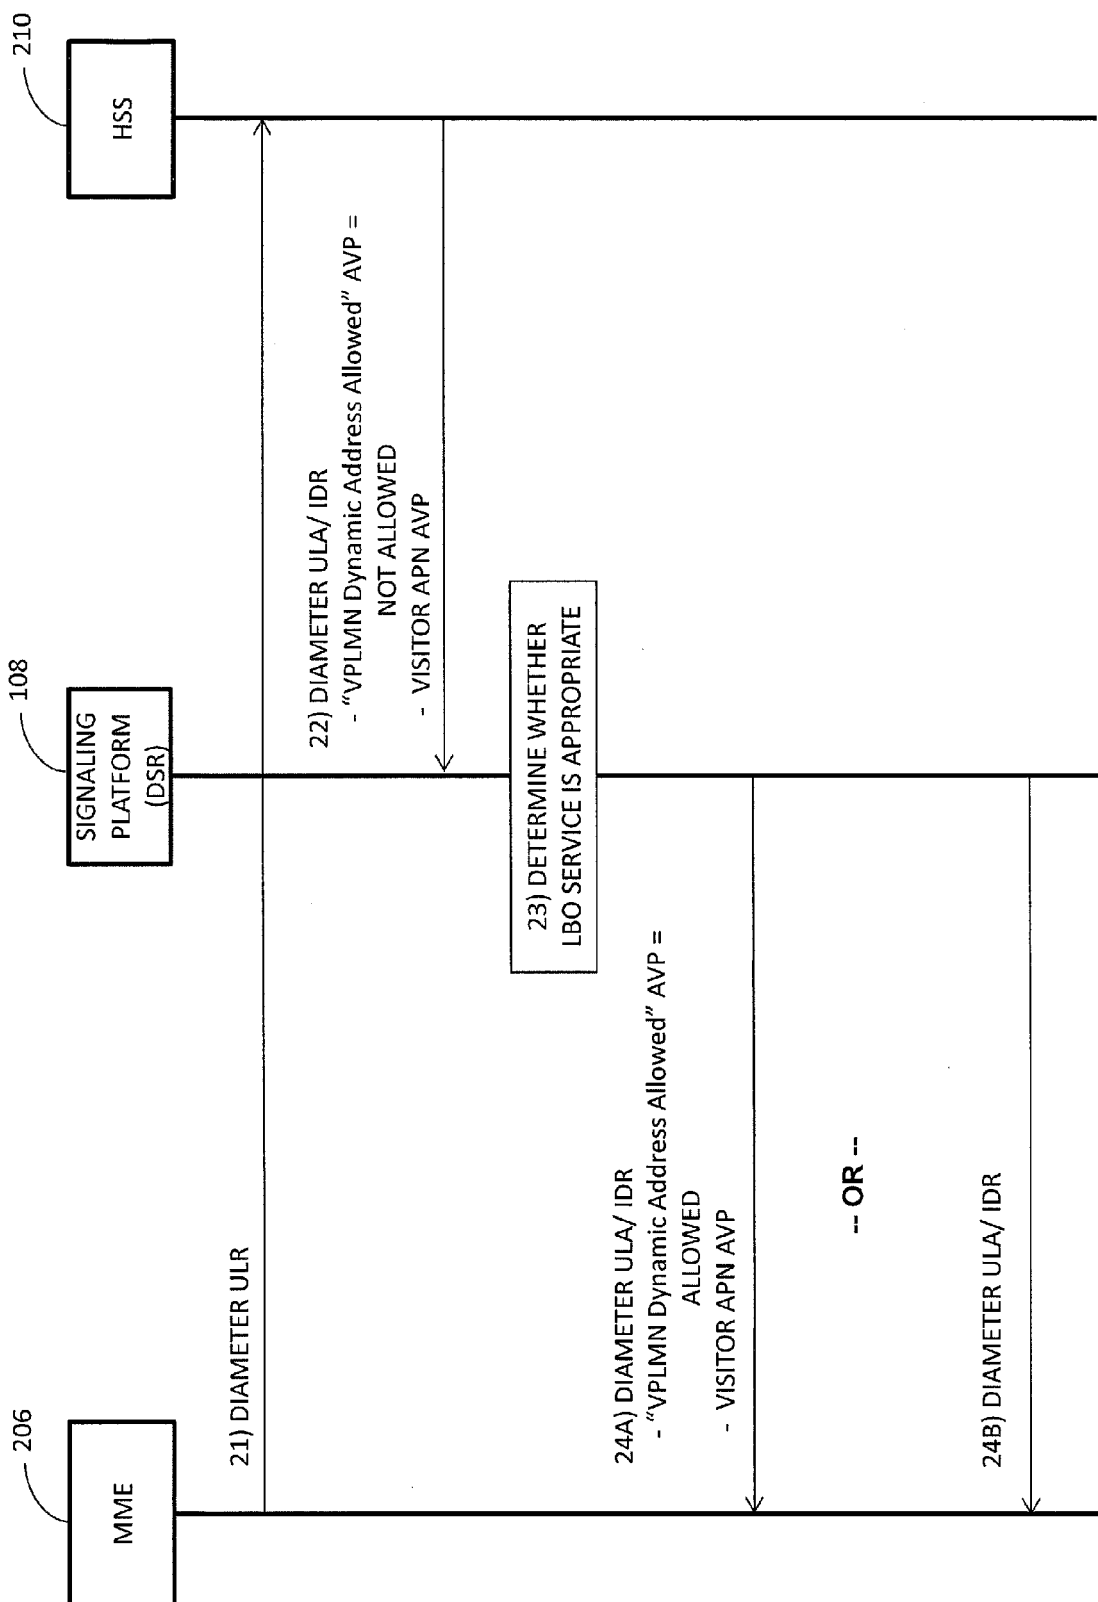 206
MME
108
SIGNALING
PLATFORM
(DSR)
210
HSS
21) DIAMETER ULR
22) DIAMETER ULA/ IDR
- “VPLMN Dynamic Address Allowed” AVP =
NOT ALLOWED
- VISITOR APN AVP
23) DETERMINE WHETHER
LBO SERVICE IS APPROPRIATE
24A) DIAMETER ULA/ IDR
- “VPLMN Dynamic Address Allowed” AVP =
ALLOWED
- VISITOR APN AVP
-- OR --
24B) DIAMETER ULA/ IDR